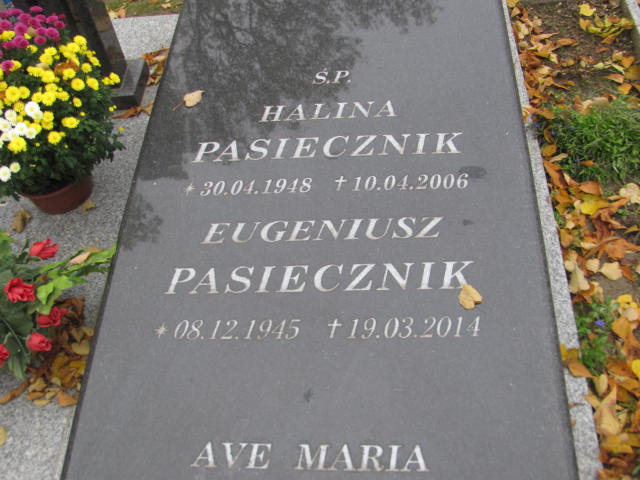 Ś.P.
HALINA
PASIECZNIK
* 30.04.1948 † 10.04.2006
EUGENIUSZ
PASIECZNIK
* 08.12.1945 † 19.03.2014
AVE MARIA